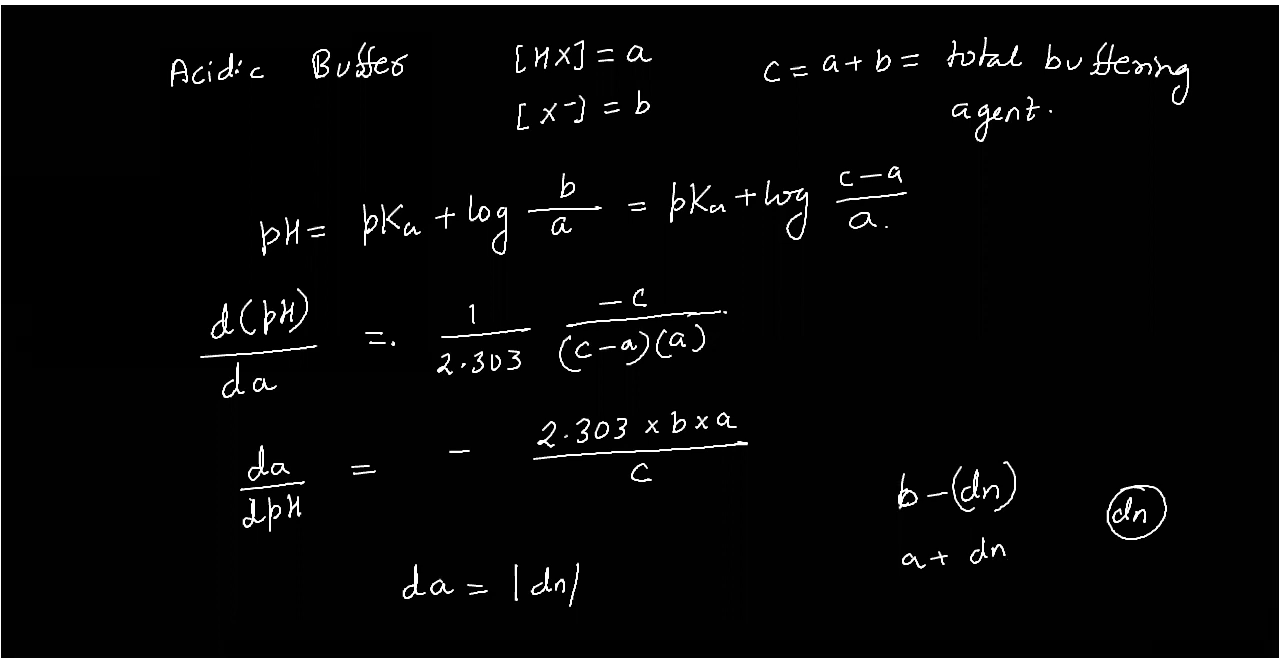 Acidic Buffer [HX] = a c = a + b = total buffering
[X-] = b agent.
pH = pKa + log b/a = pKa + log c-a/a.
d(pH)/da =. 1/2.303 -c/(c-a)(a)
da/dpH = - 2.303 x b x a/c
b-(dn) dn
a + dn
da = |dn|